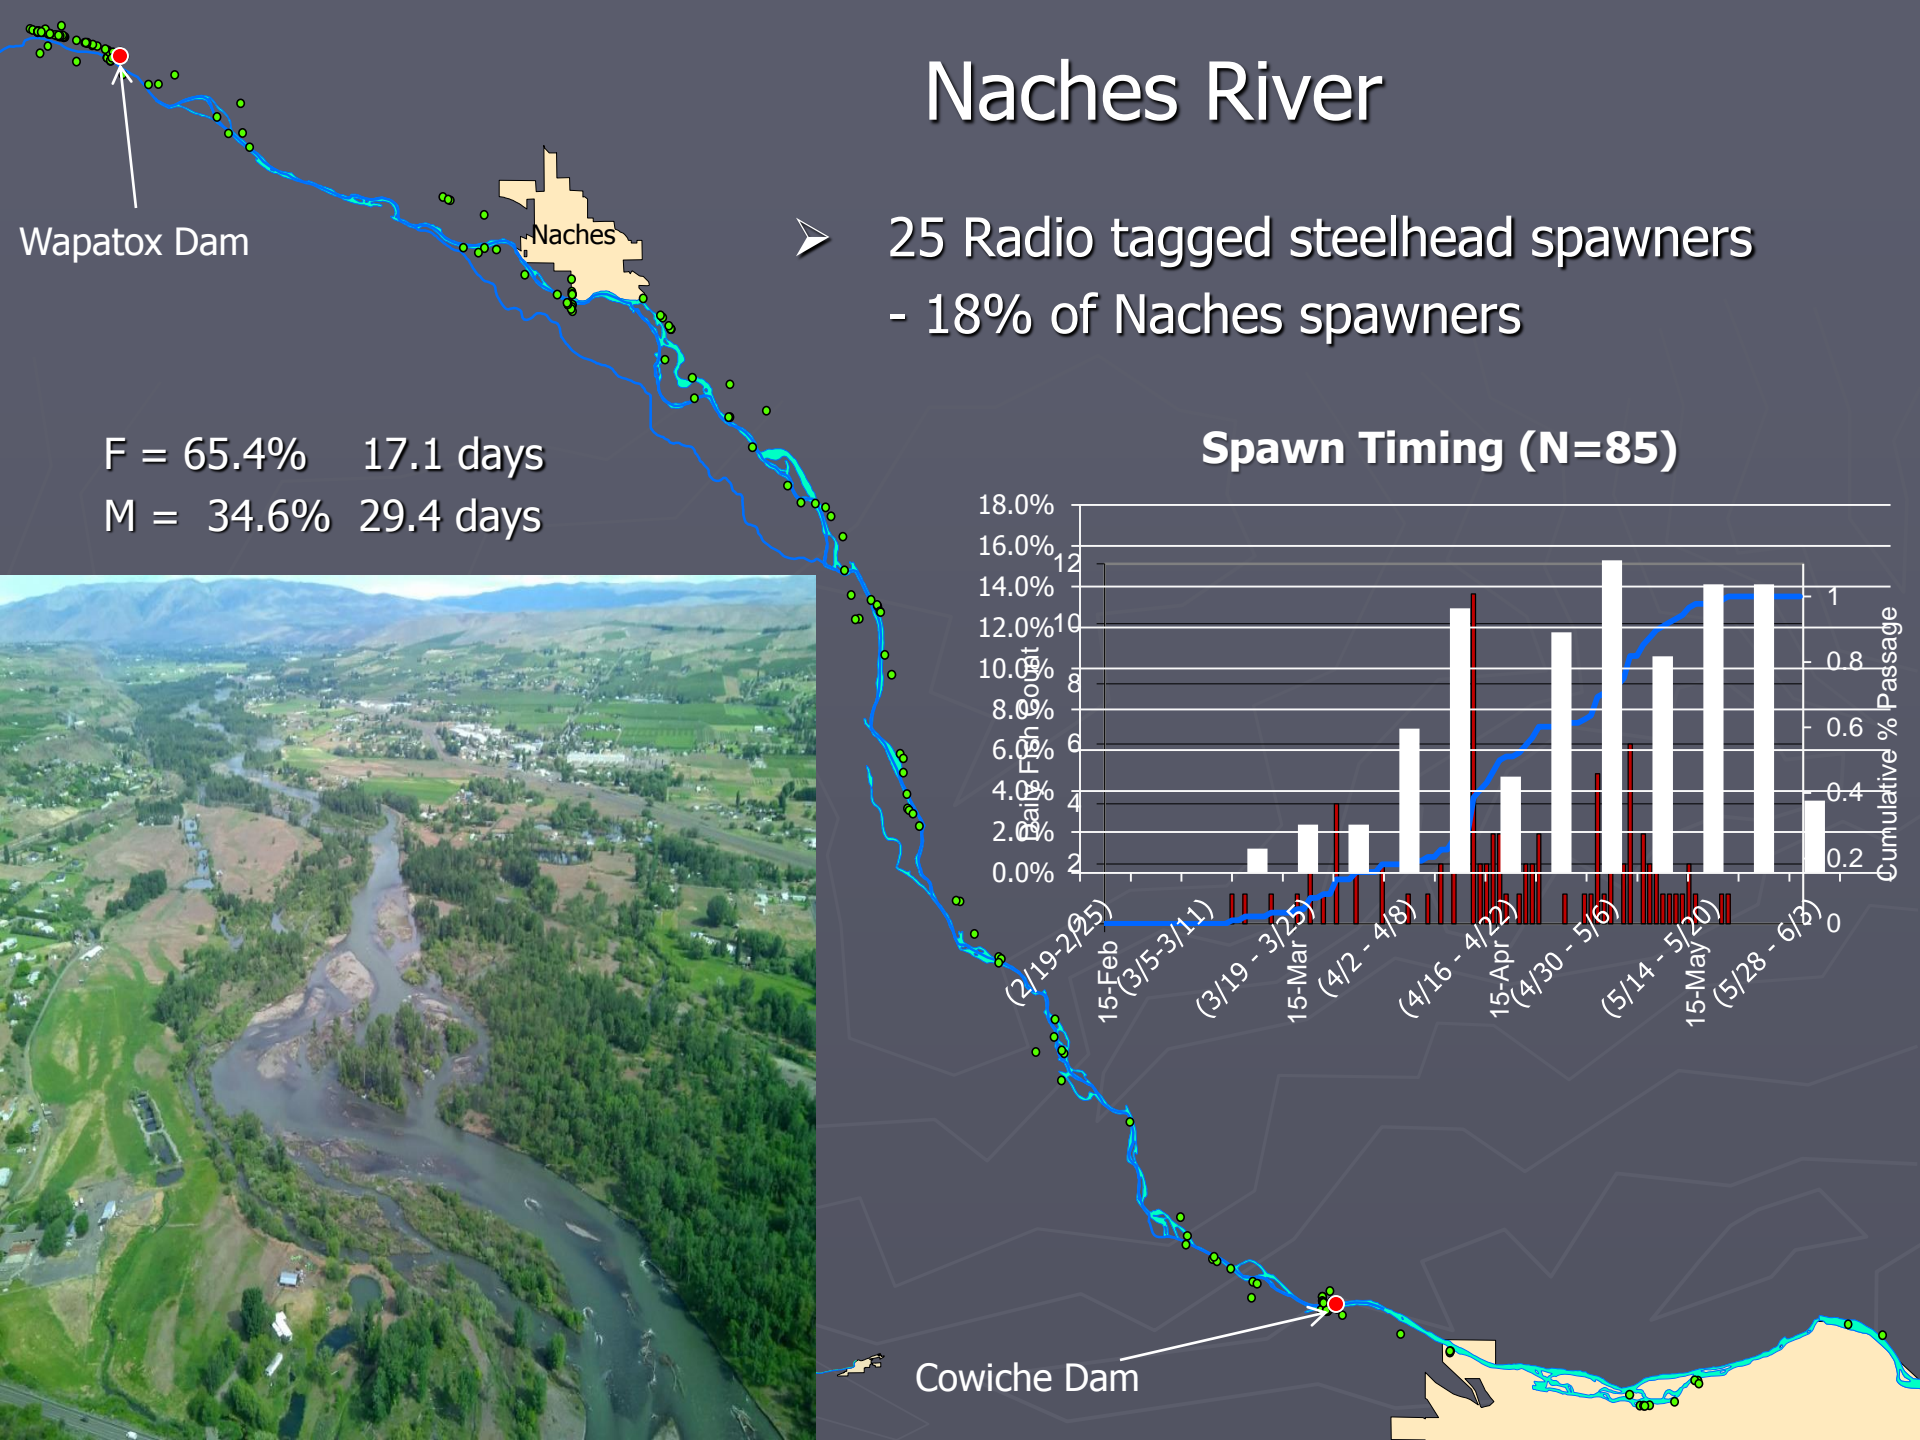 Naches River
Wapatox Dam
Naches
➢ 25 Radio tagged steelhead spawners
- 18% of Naches spawners
F = 65.4% 17.1 days
M = 34.6% 29.4 days
Spawn Timing (N=85)
18.0%
16.0%
14.0%
12.0%
10.0%
8.0%
6.0%
4.0%
2.0%
0.0%
12
10
8
6
4
2
0
Daily Fish Count
1
0.8
0.6
0.4
0.2
0
Cumulative % Passage
(2/19-2/25)
(3/5-3/11)
(3/19 - 3/25)
(4/2 - 4/8)
(4/16 - 4/22)
(4/30 - 5/6)
(5/14 - 5/20)
(5/28 - 6/3)
15-Feb
15-Mar
15-Apr
15-May
Cowiche Dam